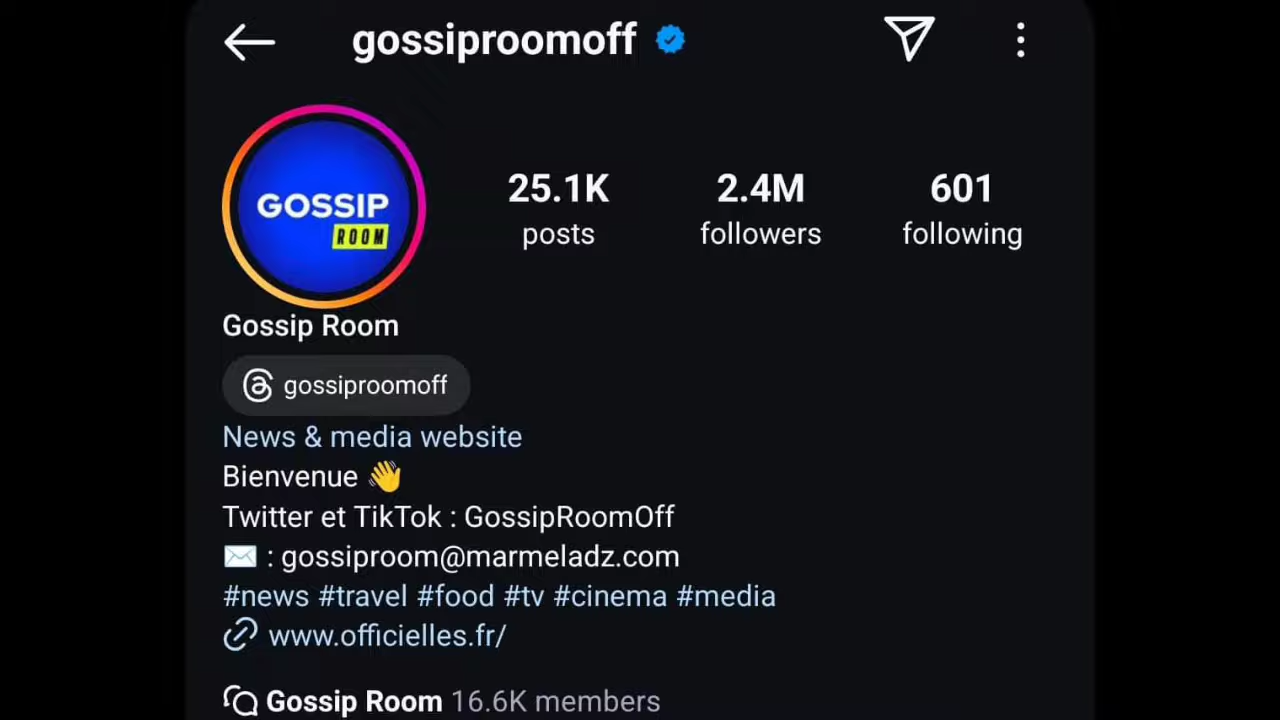 gossiproomoff
GOSSIP
ROOM
25.1K 2.4M 601
posts followers following
Gossip Room
gossiproomoff
News & media website
Bienvenue 👋
Twitter et TikTok : GossipRoomOff
✉️ : gossiproom@marmeladz.com
#news #travel #food #tv #cinema #media
www.officielles.fr/
Gossip Room 16.6K members